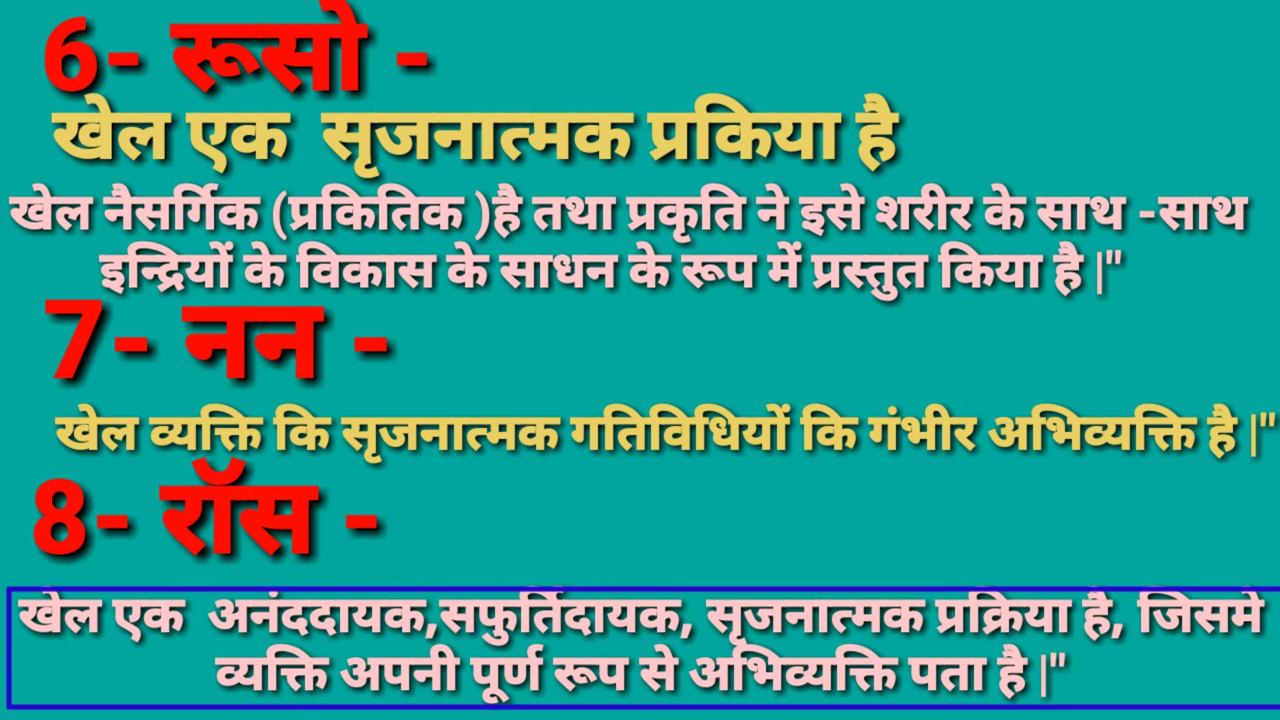 6- रूसो -
खेल एक सृजनात्मक प्रकिया है
खेल नैसर्गिक (प्रकितिक )है तथा प्रकृति ने इसे शरीर के साथ -साथ
इन्द्रियों के विकास के साधन के रूप में प्रस्तुत किया है |"
7- नन -
खेल व्यक्ति कि सृजनात्मक गतिविधियों कि गंभीर अभिव्यक्ति है |"
8- रॉस -
खेल एक अनंददायक,सफुर्तिदायक, सृजनात्मक प्रक्रिया है, जिसमे
व्यक्ति अपनी पूर्ण रूप से अभिव्यक्ति पता है |"